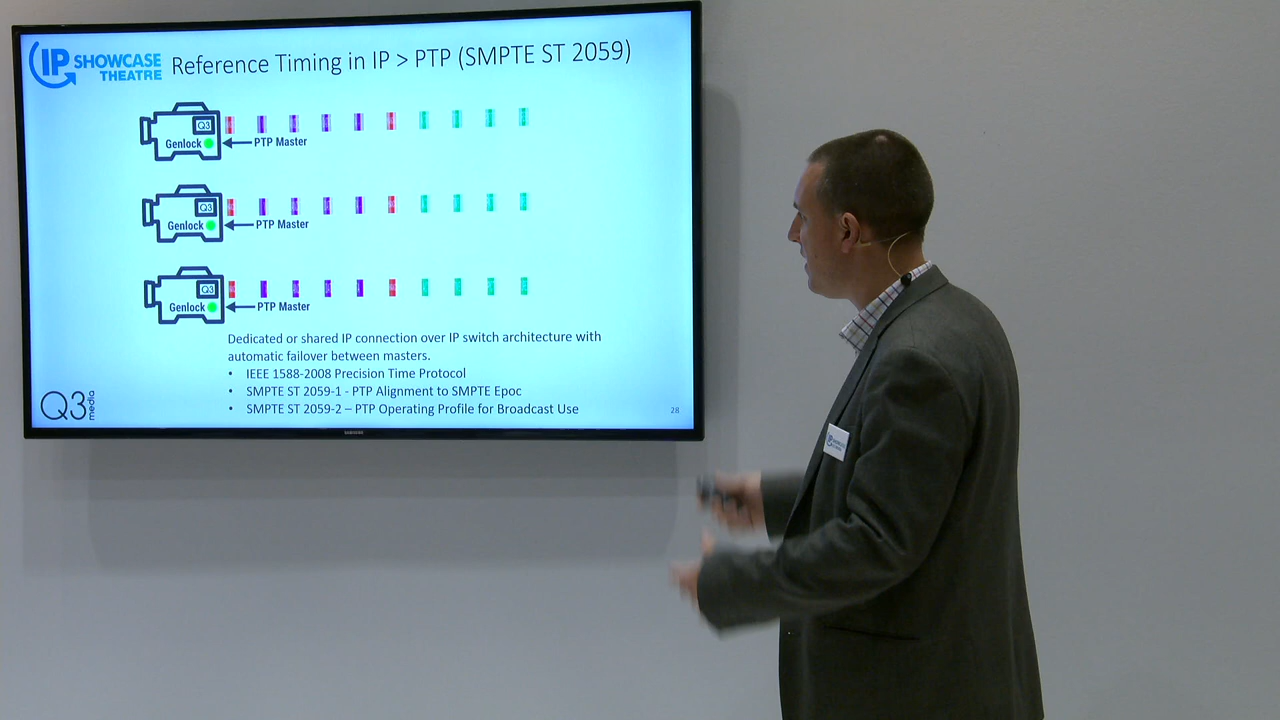 IP SHOWCASE
THEATRE
Reference Timing in IP > PTP (SMPTE ST 2059)
Q3
Genlock
PTP Master
Q3
Genlock
PTP Master
Q3
Genlock
PTP Master
Dedicated or shared IP connection over IP switch architecture with
automatic failover between masters.
• IEEE 1588-2008 Precision Time Protocol
• SMPTE ST 2059-1 - PTP Alignment to SMPTE Epoc
• SMPTE ST 2059-2 – PTP Operating Profile for Broadcast Use
Q3 media
28
SAMSUNG